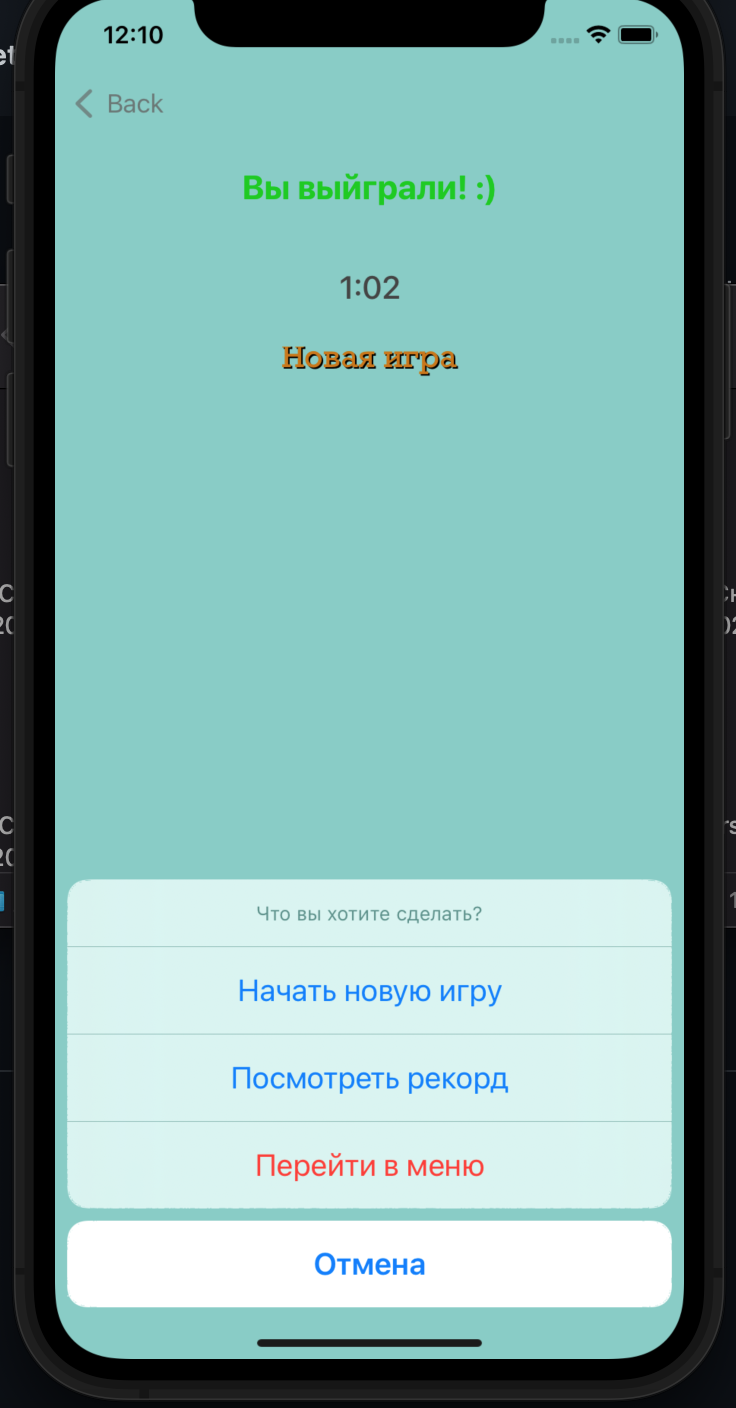 12:10
Back
Вы выйграли! :)
1:02
Новая игра
Что вы хотите сделать?
Начать новую игру
Посмотреть рекорд
Перейти в меню
Отмена